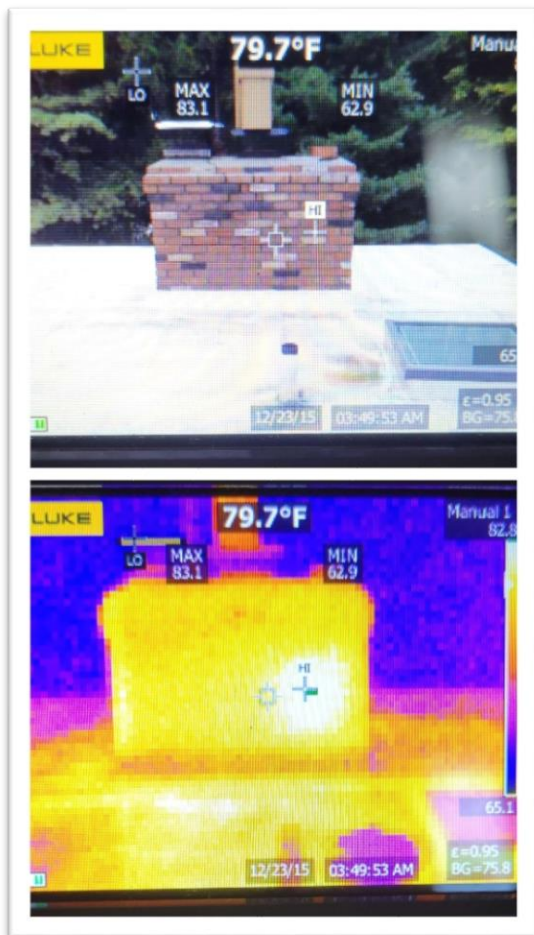 LUKE
79.7°F
Manua
LO
MAX
83.1
MIN
62.9
HI
65
12/23/15
03:49:53 AM
ε=0.95
BG=75.8
LUKE
79.7°F
Manual 1
82.8
LO
MAX
83.1
MIN
62.9
HI
65.1
12/23/15
03:49:53 AM
ε=0.95
BG=75.8